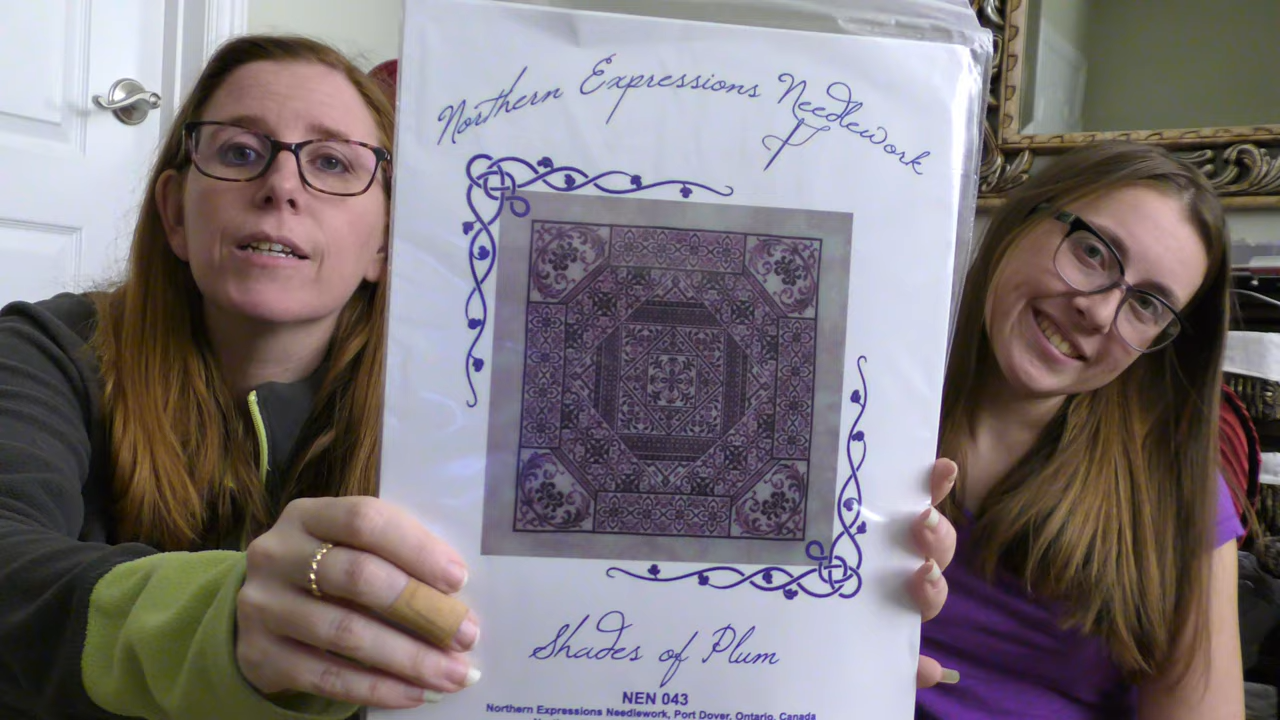 Northern Expressions Needlework
Shades of Plum
NEN 043
Northern Expressions Needlework, Port Dover, Ontario, Canada